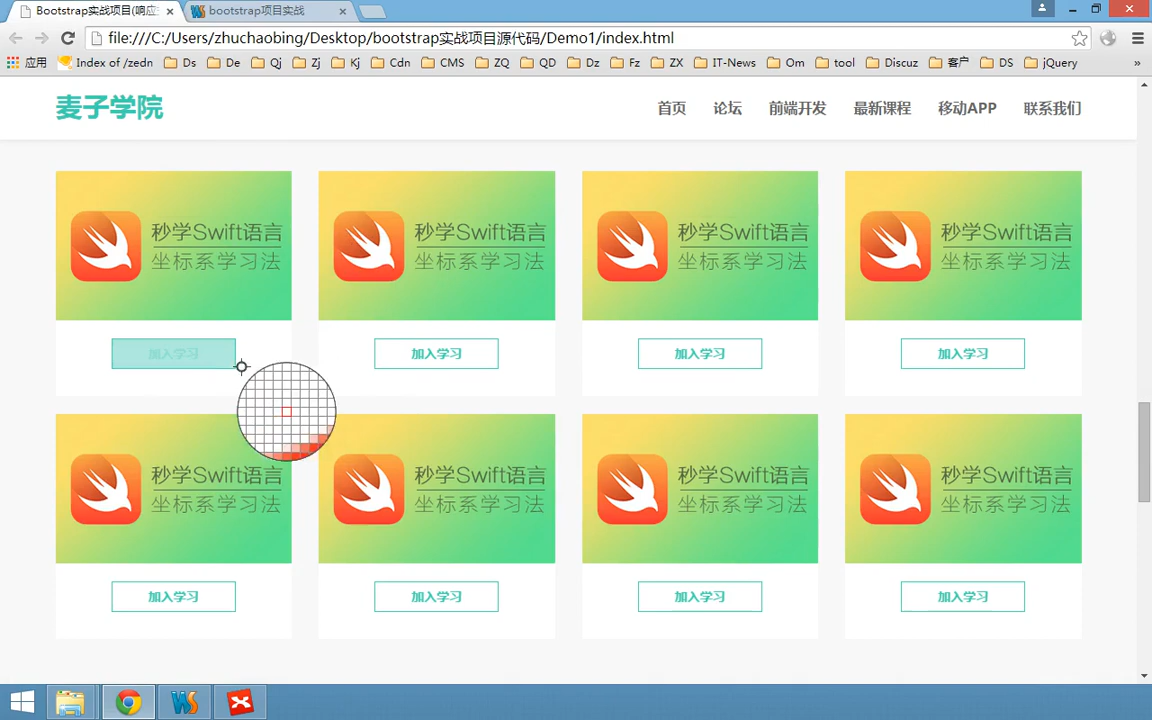 Bootstrap实战项目(响应
bootstrap项目实战
file:///C:/Users/zhuchaobing/Desktop/bootstrap实战项目源代码/Demo1/index.html
应用 Index of /zedn Ds De Qj Zj Kj Cdn CMS ZQ QD Dz Fz ZX IT-News Om tool Discuz 客户 DS jQuery »
麦子学院 首页 论坛 前端开发 最新课程 移动APP 联系我们
秒学Swift语言 秒学Swift语言 秒学Swift语言 秒学Swift语言
坐标系学习法 坐标系学习法 坐标系学习法 坐标系学习法
加入学习 加入学习 加入学习 加入学习
秒学Swift语言 秒学Swift语言 秒学Swift语言 秒学Swift语言
坐标系学习法 坐标系学习法 坐标系学习法 坐标系学习法
加入学习 加入学习 加入学习 加入学习